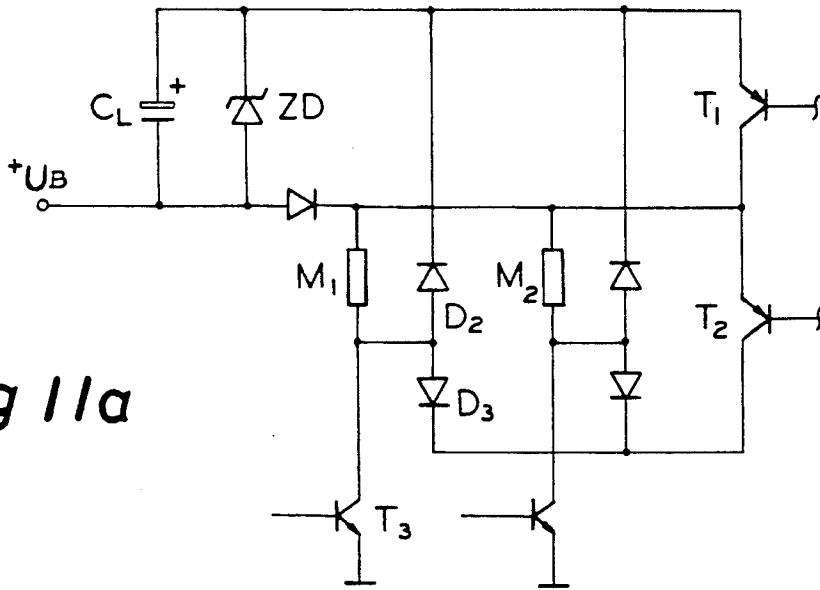 C_L
+
ZD
T_1
+U_B
M_1
D_2
M_2
T_2
D_3
g 11a
T_3